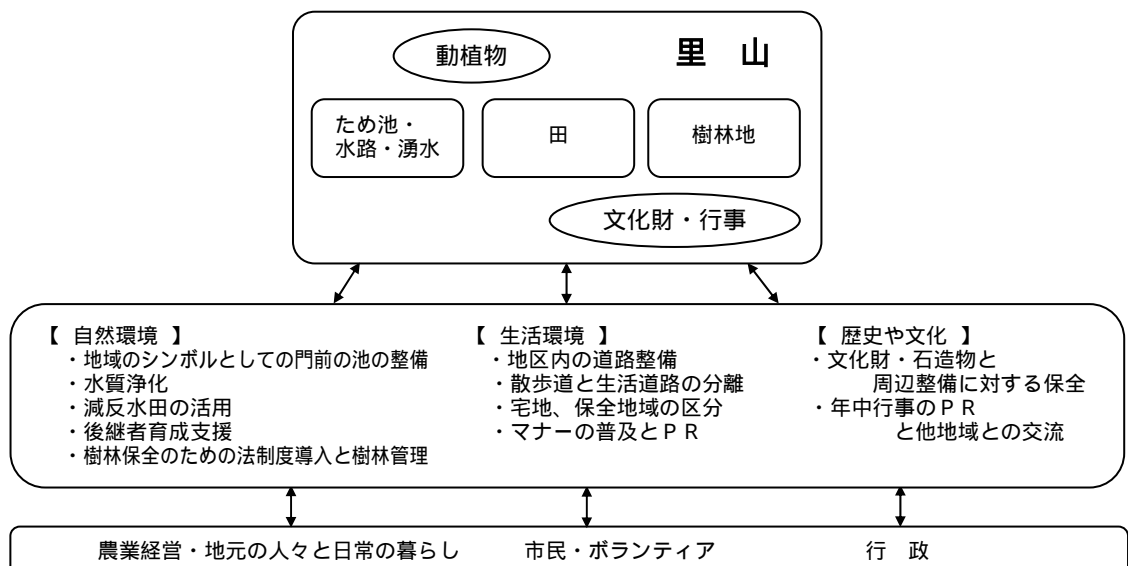 動植物
里 山
ため池・
水路・湧水
田
樹林地
文化財・行事
【 自然環境 】
・地域のシンボルとしての門前の池の整備
・水質浄化
・減反水田の活用
・後継者育成支援
・樹林保全のための法制度導入と樹林管理
【 生活環境 】
・地区内の道路整備
・散歩道と生活道路の分離
・宅地、保全地域の区分
・マナーの普及とPR
【 歴史や文化 】
・文化財・石造物と
周辺整備に対する保全
・年中行事のPR
と他地域との交流
農業経営・地元の人々と日常の暮らし
市民・ボランティア
行 政